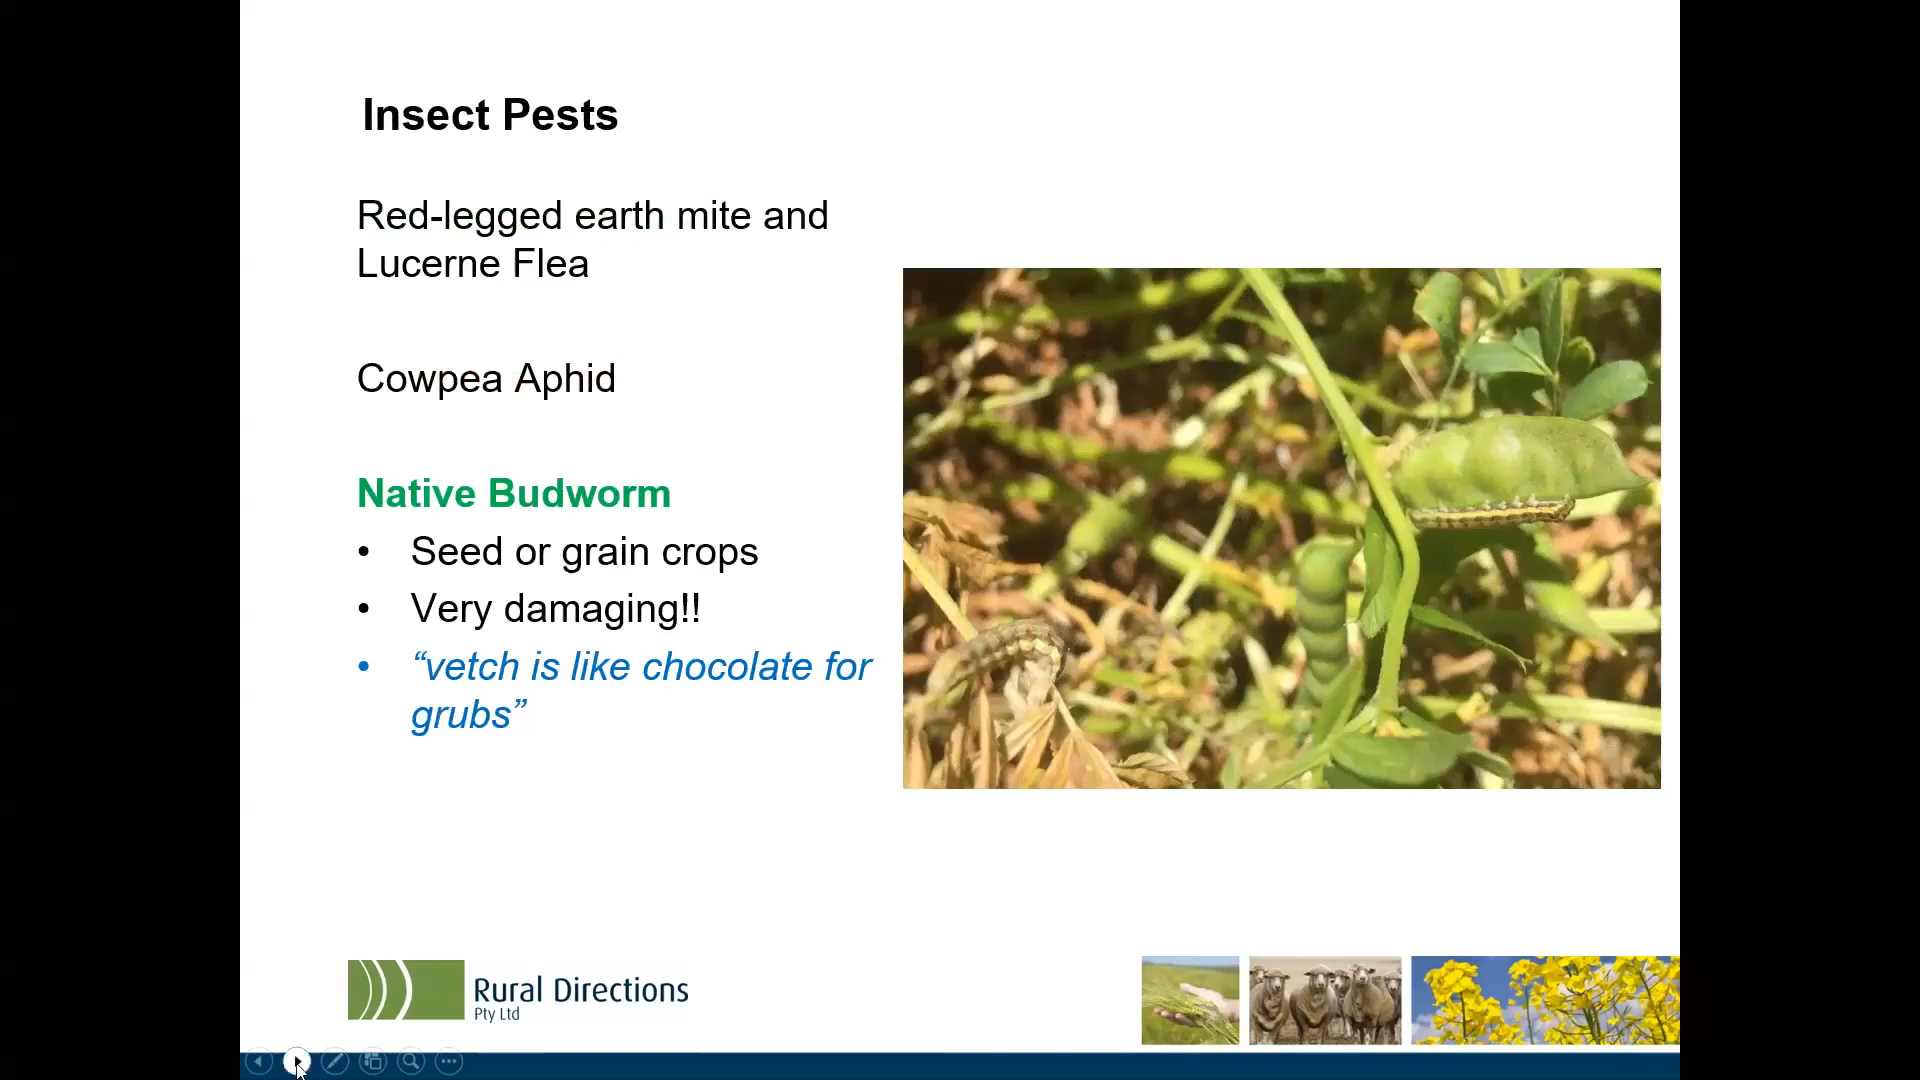 Insect Pests
Red-legged earth mite and
Lucerne Flea
Cowpea Aphid
Native Budworm
• Seed or grain crops
• Very damaging!!
• “vetch is like chocolate for
grubs”
Rural Directions
Pty Ltd